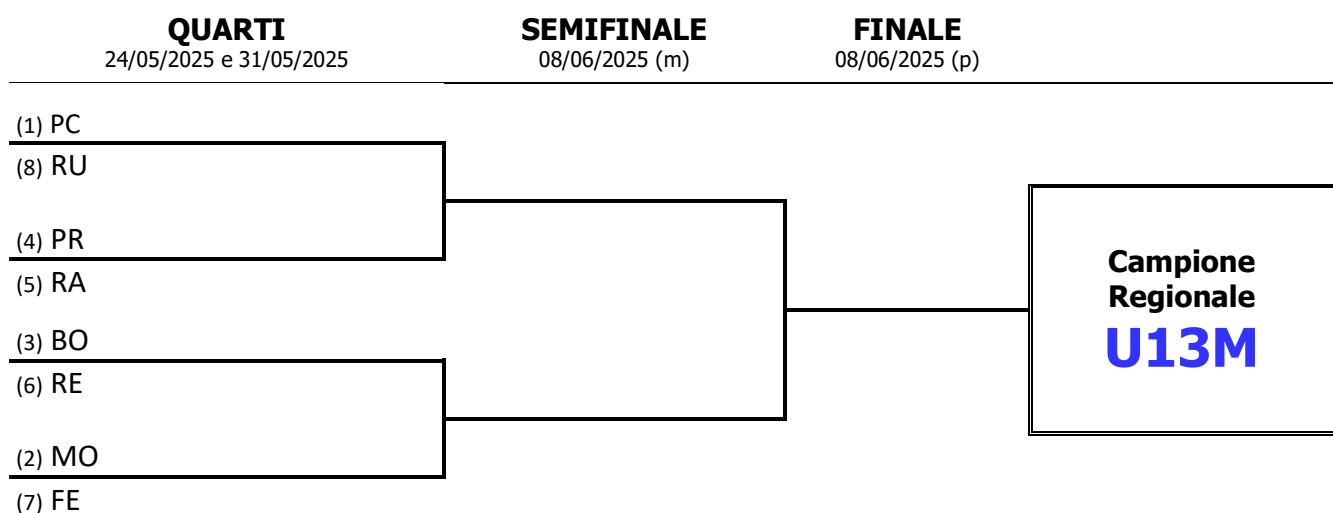 QUARTI
24/05/2025 e 31/05/2025
SEMIFINALE
08/06/2025 (m)
FINALE
08/06/2025 (p)
(1) PC
(8) RU
(4) PR
(5) RA
(3) BO
(6) RE
(2) MO
(7) FE
Campione
Regionale
U13M